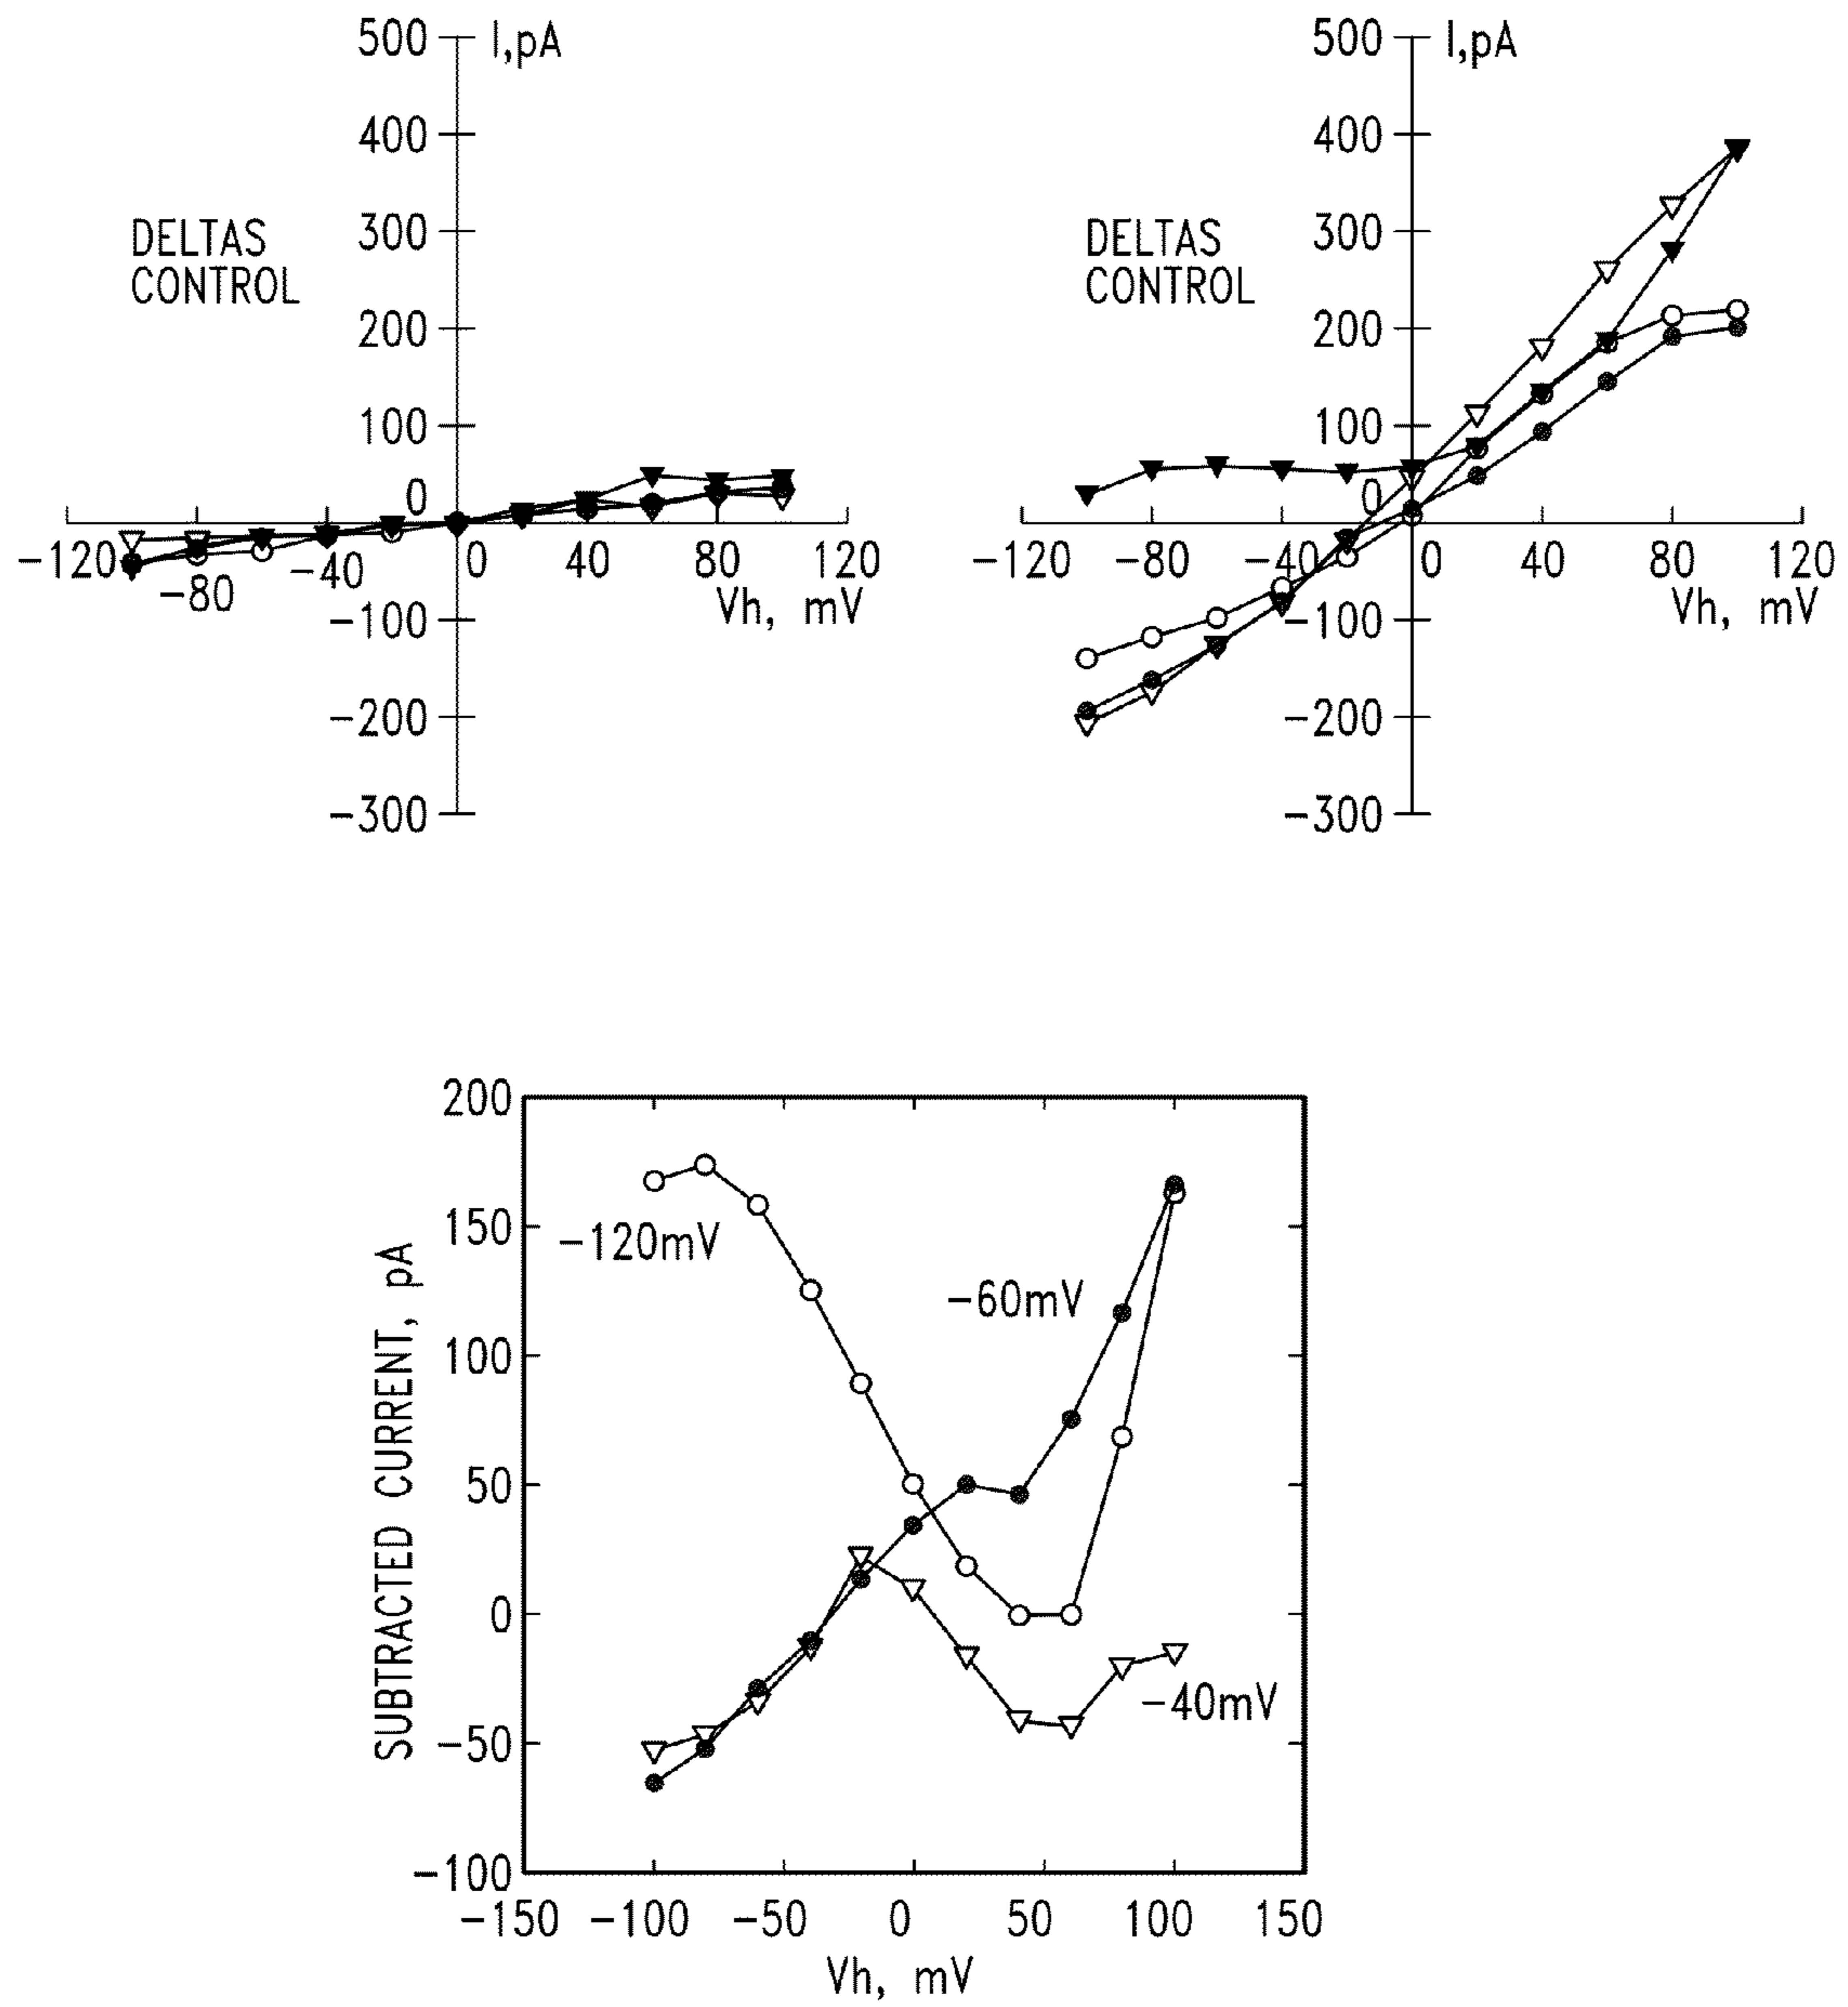 500 I,pA
400
DELTAS
CONTROL
300
200
100
0
-120 -80 -40 0 40 80 120
Vh, mV
-100
-200
-300
500 I,pA
400
DELTAS
CONTROL
300
200
100
0
-120 -80 -40 0 40 80 120
Vh, mV
-100
-200
-300
SUBTRACTED CURRENT, pA
200
150
100
50
0
-50
-100
-120mV
-60mV
-40mV
-150 -100 -50 0 50 100 150
Vh, mV